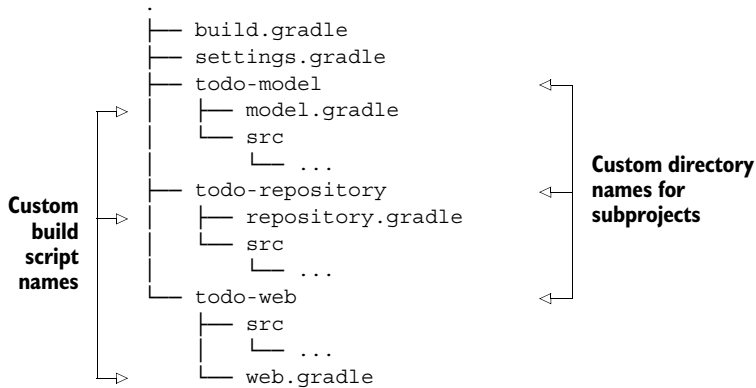 .
├── build.gradle
├── settings.gradle
├── todo-model
│   ├── model.gradle
│   └── src
│       └── ...
├── todo-repository
│   ├── repository.gradle
│   └── src
│       └── ...
└── todo-web
    ├── src
    │   └── ...
    └── web.gradle
Custom
build
script
names
Custom directory
names for
subprojects